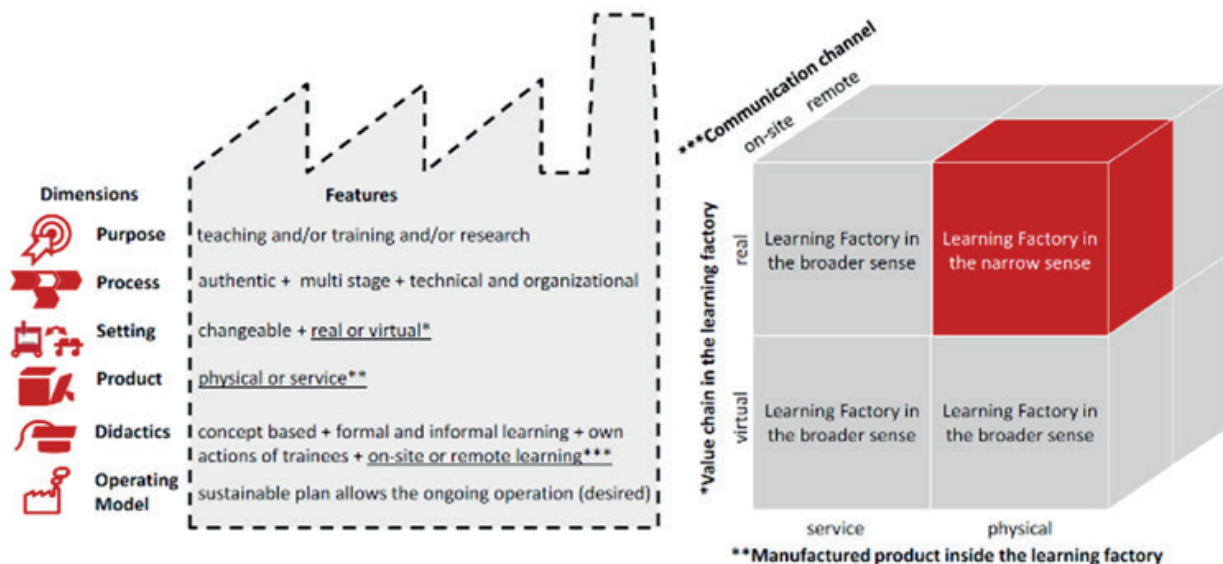 Dimensions
Features
Purpose
teaching and/or training and/or research
Process
authentic + multi stage + technical and organizational
Setting
changeable + real or virtual*
Product
physical or service**
Didactics
concept based + formal and informal learning + own
actions of trainees + on-site or remote learning***
Operating
Model
sustainable plan allows the ongoing operation (desired)
***Communication channel
on-site remote
*Value chain in the learning factory
real
virtual
Learning Factory in
the broader sense
Learning Factory in
the narrow sense
Learning Factory in
the broader sense
Learning Factory in
the broader sense
service physical
**Manufactured product inside the learning factory